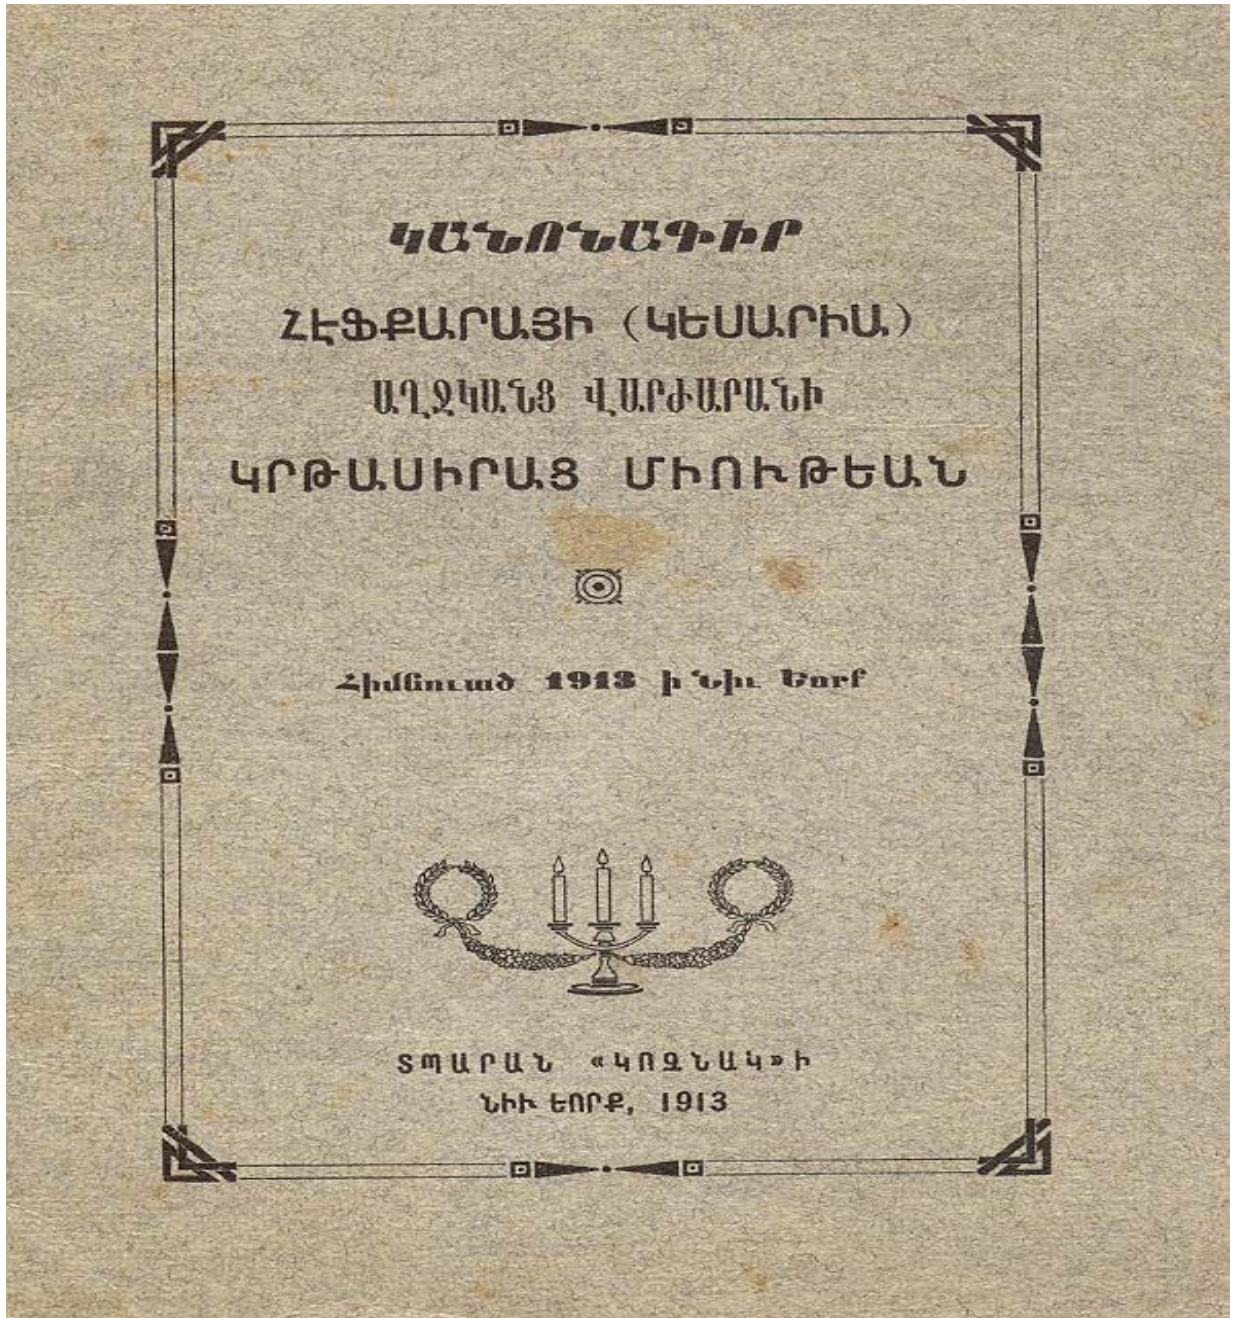 ԿԱՆՈՆԱԳԻՐ
ՀԷՖՔԱՐԱՅԻ (ԿԵՍԱՐԻԱ)
ԱՂՋԿԱՆՑ ՎԱՐԺԱՐԱՆԻ
ԿՐԹԱՍԻՐԱՑ ՄԻՈՒԹԵԱՆ
Հիմնուած 1913 ի Նիւ Եորք
ՏՊԱՐԱՆ «ԿՈՉՆԱԿ»Ի
ՆԻՒ ԵՈՐՔ, 1913